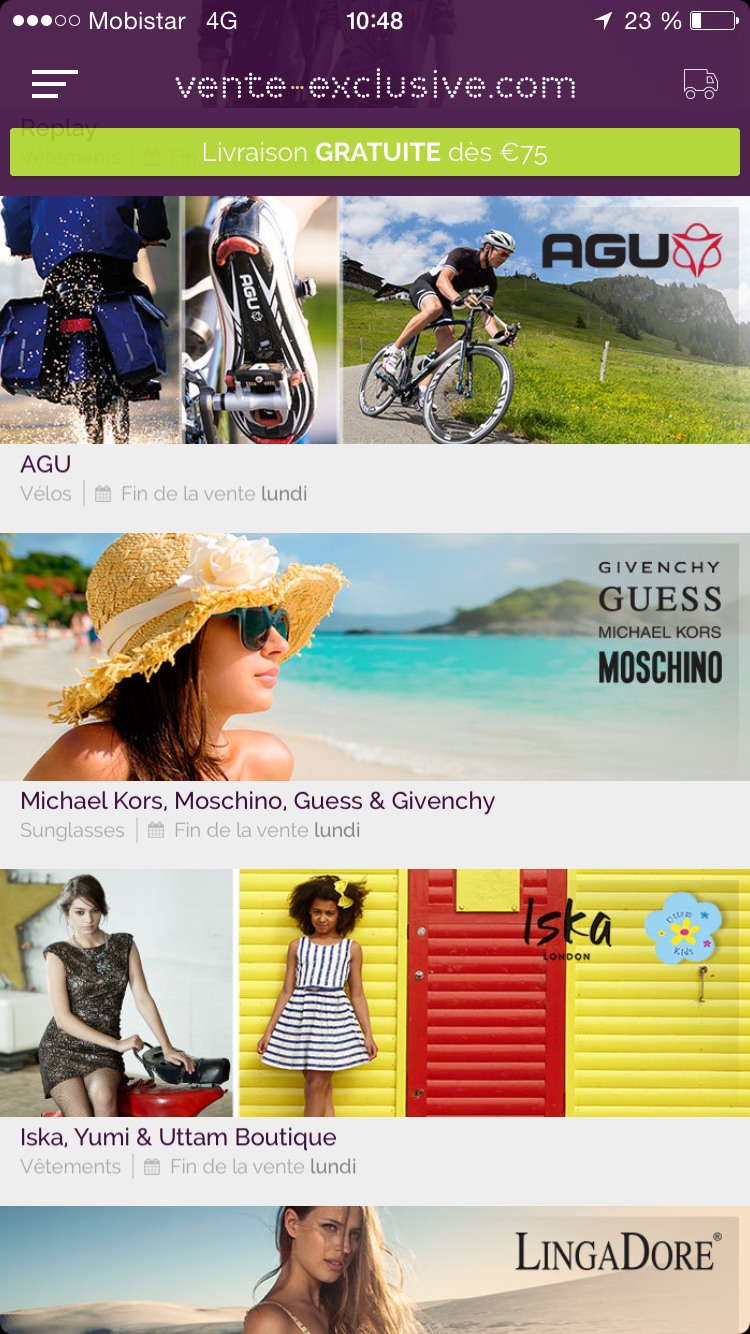 Mobistar 4G 10:48 23 %
vente-exclusive.com
Replay
Vêtements Fin
Livraison GRATUITE dès €75
AGU
AGU
AGU
Vélos Fin de la vente lundi
GIVENCHY
GUESS
MICHAEL KORS
MOSCHINO
Michael Kors, Moschino, Guess & Givenchy
Sunglasses Fin de la vente lundi
Iska
LONDON
Uttam
Kids
Iska, Yumi & Uttam Boutique
Vêtements Fin de la vente lundi
LINGADORE®